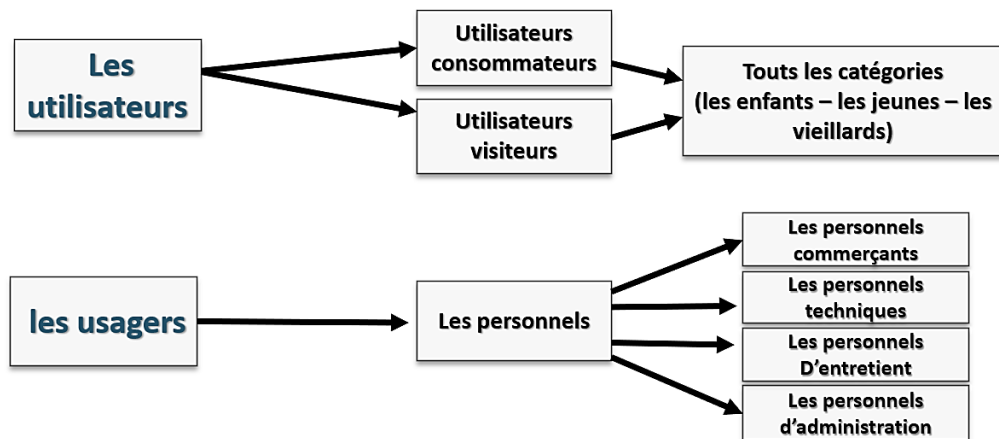 Les
utilisateurs
Utilisateurs
consommateurs
Utilisateurs
visiteurs
Touts les catégories
(les enfants – les jeunes – les
vieillards)
les usagers
Les personnels
Les personnels
commerçants
Les personnels
techniques
Les personnels
D'entretient
Les personnels
d'administration